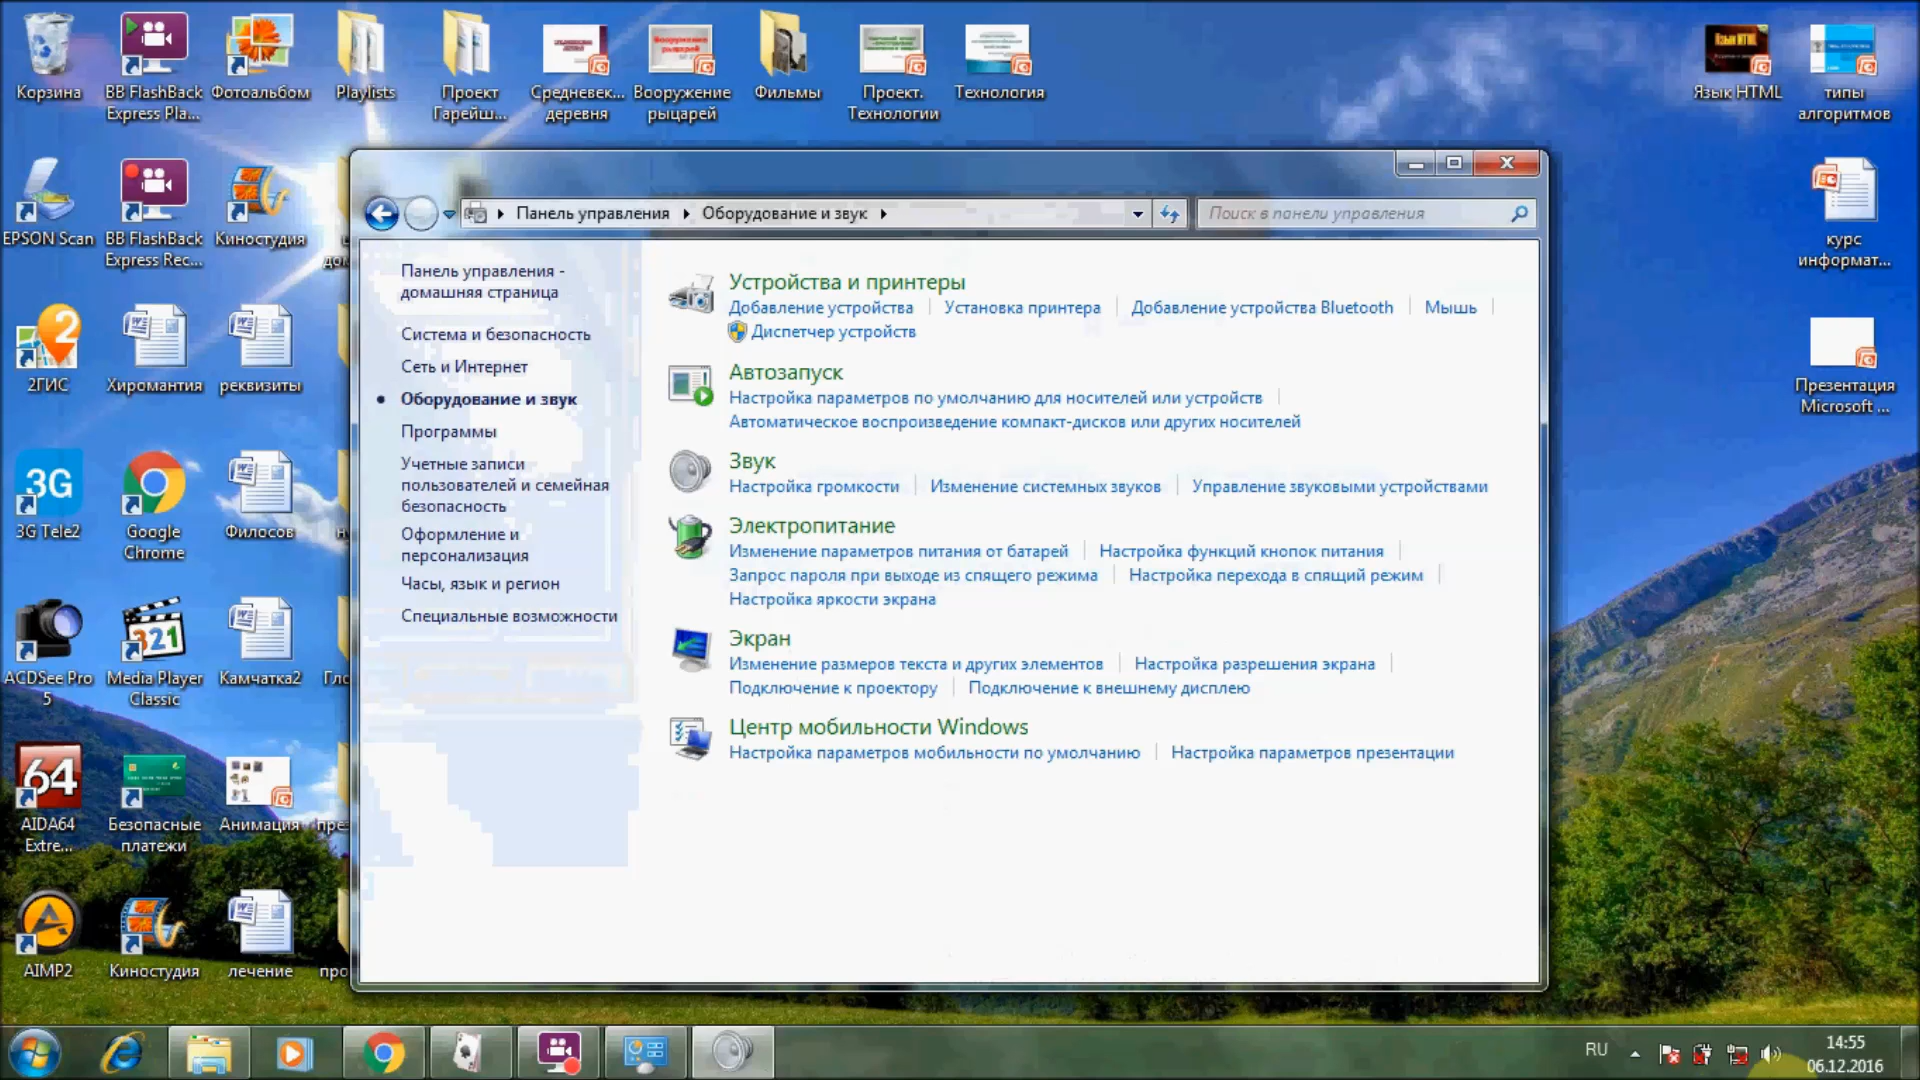 Корзина
BB FlashBack
Express Pla...
Фотоальбом
Playlists
Проект
Гарейш...
Средневек...
деревня
Вооружение
рыцарей
Фильмы
Проект.
Технологии
Технология
Язык HTML
типы
алгоритмов
EPSON Scan
BB FlashBack
Express Rec...
Киностудия
курс
информат...
2ГИС
Хиромантия
реквизиты
Презентация
Microsoft ...
3G Tele2
Google
Chrome
Филосов
ACDSee Pro
5
Media Player
Classic
Камчатка2
AIDA64
Extre...
Безопасные
платежи
Анимация
AIMP2
Киностудия
лечение
Панель управления
Оборудование и звук
Поиск в панели управления
Панель управления -
домашняя страница
Система и безопасность
Сеть и Интернет
Оборудование и звук
Программы
Учетные записи
пользователей и семейная
безопасность
Оформление и
персонализация
Часы, язык и регион
Специальные возможности
Устройства и принтеры
Добавление устройства | Установка принтера | Добавление устройства Bluetooth | Мышь |
Диспетчер устройств
Автозапуск
Настройка параметров по умолчанию для носителей или устройств |
Автоматическое воспроизведение компакт-дисков или других носителей
Звук
Настройка громкости | Изменение системных звуков | Управление звуковыми устройствами
Электропитание
Изменение параметров питания от батарей | Настройка функций кнопок питания |
Запрос пароля при выходе из спящего режима | Настройка перехода в спящий режим |
Настройка яркости экрана
Экран
Изменение размеров текста и других элементов | Настройка разрешения экрана |
Подключение к проектору | Подключение к внешнему дисплею
Центр мобильности Windows
Настройка параметров мобильности по умолчанию | Настройка параметров презентации
RU
14:55
06.12.2016